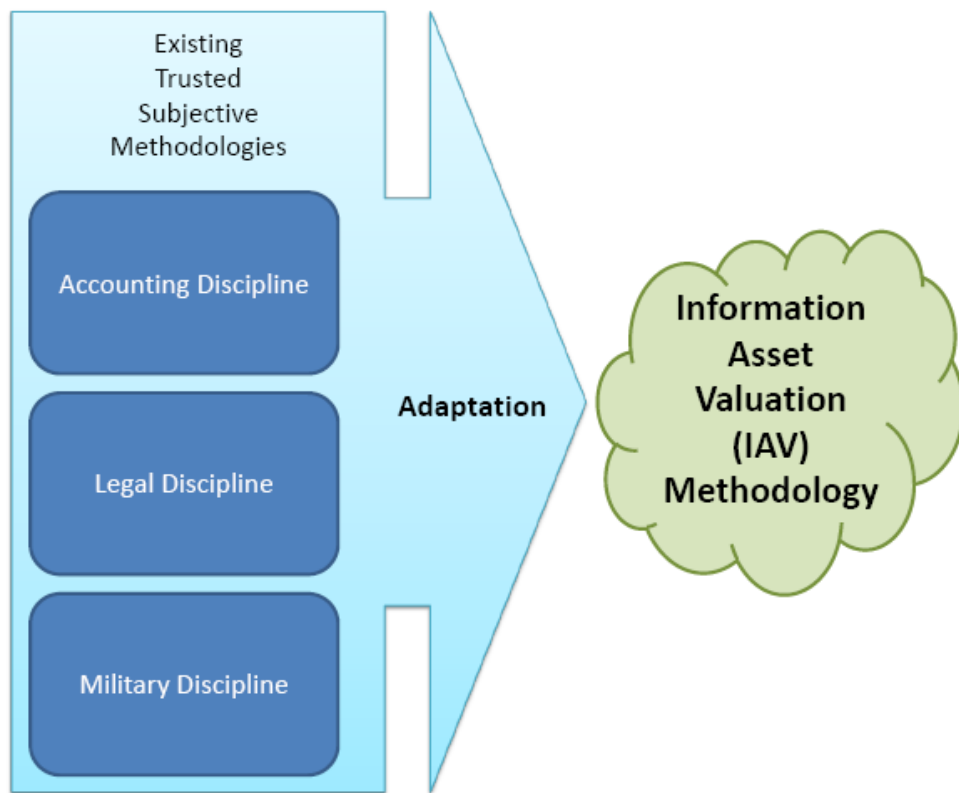 Existing
Trusted
Subjective
Methodologies
Accounting Discipline
Legal Discipline
Military Discipline
Adaptation
Information
Asset
Valuation
(IAV)
Methodology